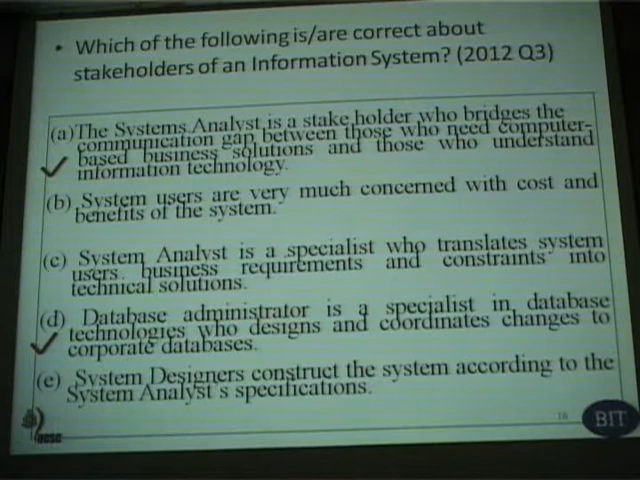 • Which of the following is/are correct about
stakeholders of an Information System? (2012 Q3)
(a)The Systems Analyst is a stake holder who bridges the
communication gap between those who need computer-
based business solutions and those who understand
information technology.
(b) System users are very much concerned with cost and
benefits of the system.
(c) System Analyst is a specialist who translates system
users. business requirements and constraints into
technical solutions.
(d) Database administrator is a specialist in database
technologies who designs and coordinates changes to
corporate databases.
(e) System Designers construct the system according to the
System Analyst's specifications.
ucsc
18
BIT